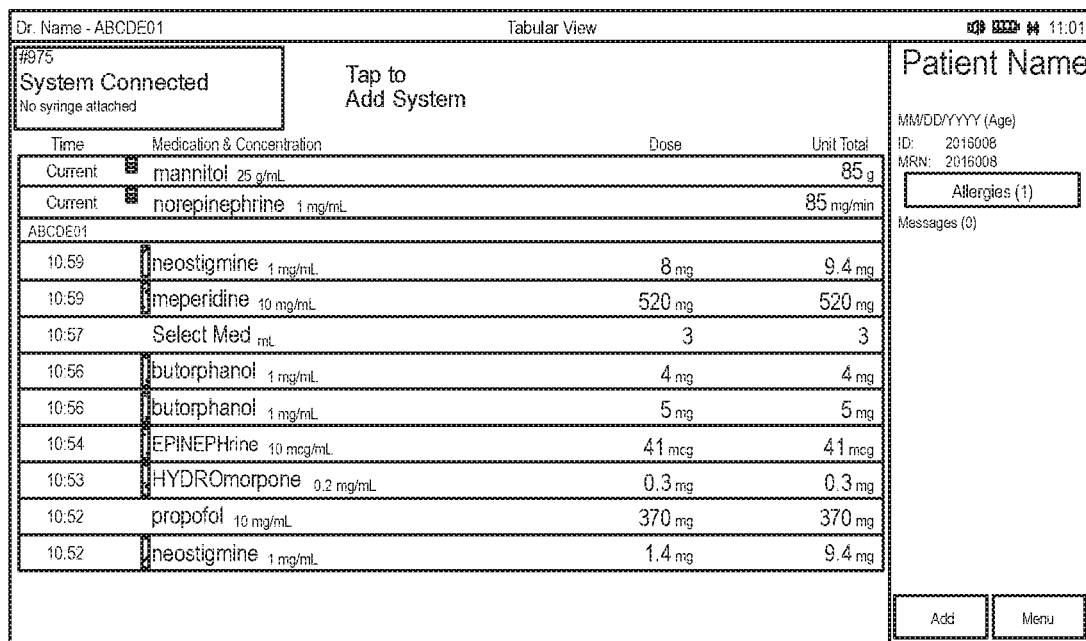 Dr. Name - ABCDE01 Tabular View 11:01
#975
System Connected
No syringe attached
Tap to
Add System
Patient Name
MM/DD/YYYY (Age)
ID: 2016008
MRN: 2016008
Allergies (1)
Messages (0)
Time Medication & Concentration Dose Unit Total
Current mannitol 25 g/mL 85 g
Current norepinephrine 1 mg/mL 85 mg/min
ABCDE01
10:59 neostigmine 1 mg/mL 8 mg 9.4 mg
10:59 meperidine 10 mg/mL 520 mg 520 mg
10:57 Select Med mL 3 3
10:56 butorphanol 1 mg/mL 4 mg 4 mg
10:56 butorphanol 1 mg/mL 5 mg 5 mg
10:54 EPINEPHrine 10 mcg/mL 41 mcg 41 mcg
10:53 HYDROmorpone 0.2 mg/mL 0.3 mg 0.3 mg
10:52 propofol 10 mg/mL 370 mg 370 mg
10:52 neostigmine 1 mg/mL 1.4 mg 9.4 mg
Add Menu